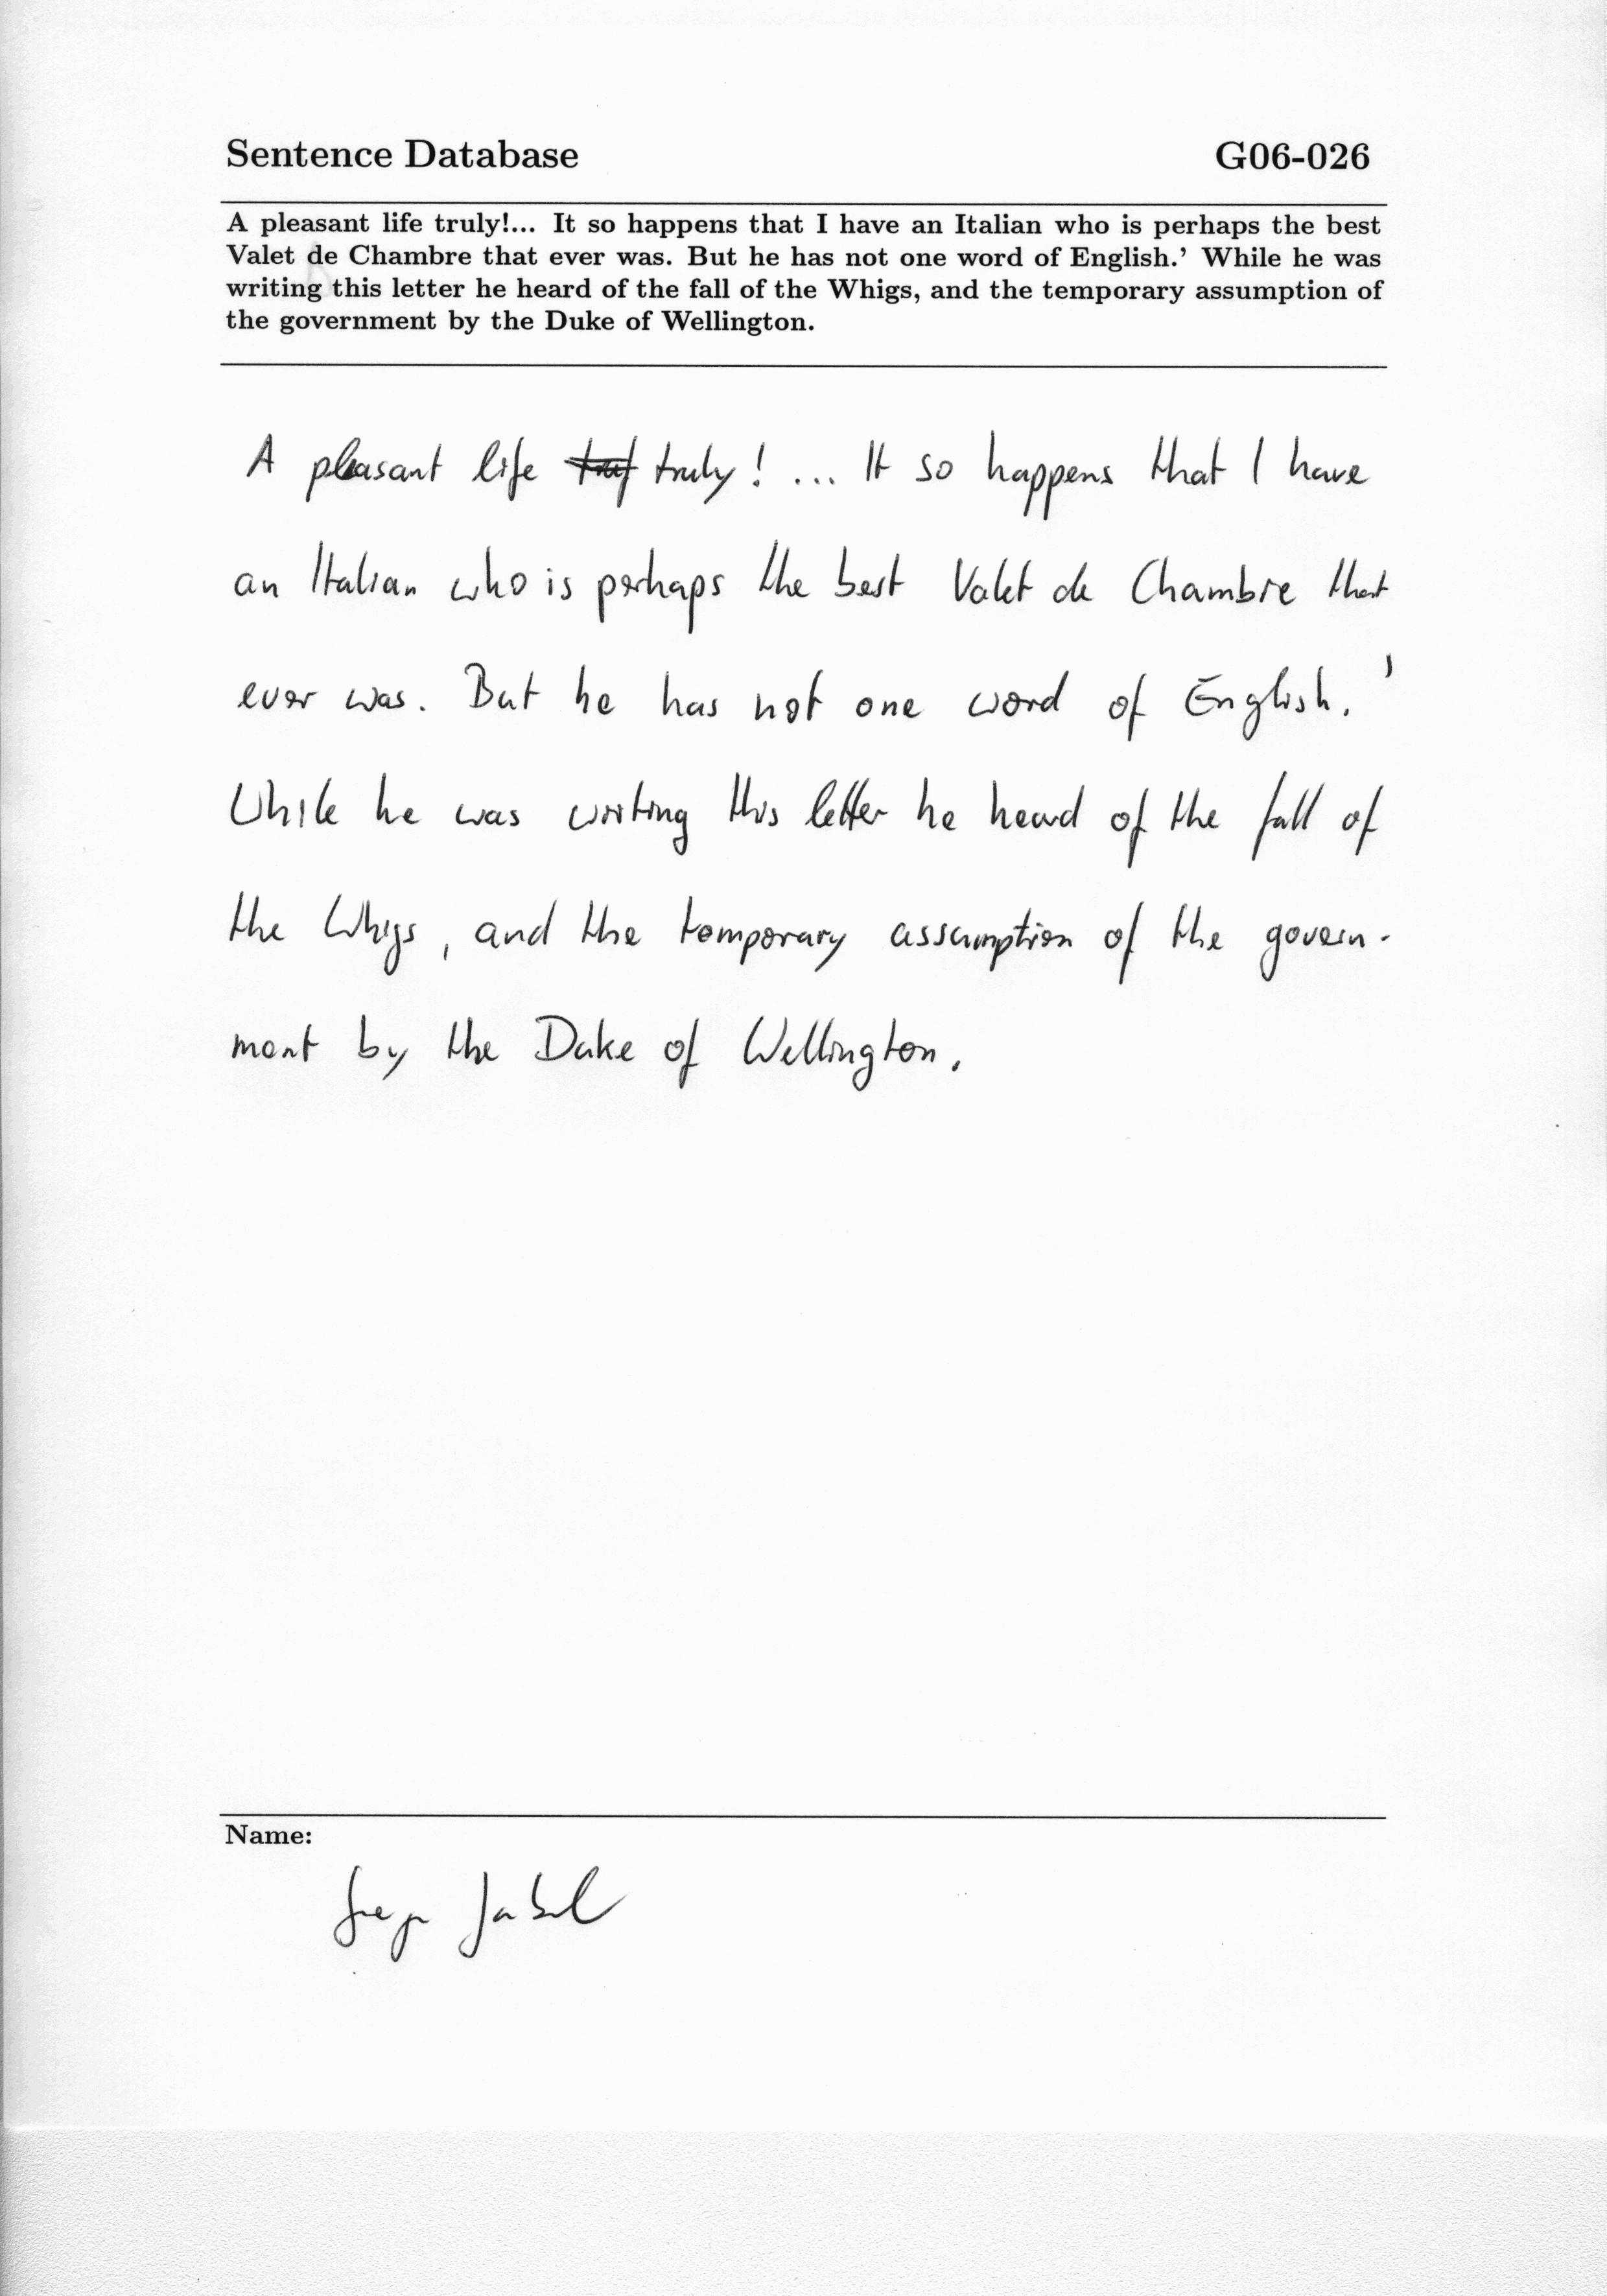 Sentence Database G06-026
A pleasant life truly!... It so happens that I have an Italian who is perhaps the best
Valet de Chambre that ever was. But he has not one word of English.' While he was
writing this letter he heard of the fall of the Whigs, and the temporary assumption of
the government by the Duke of Wellington.
A pleasant life truly! ... It so happens that I have
an Italian who is perhaps the best Valet de Chambre that
ever was. But he has not one word of English.'
While he was writing this letter he heard of the fall of
the Whigs, and the temporary assumption of the govern-
ment by the Duke of Wellington.
Name: